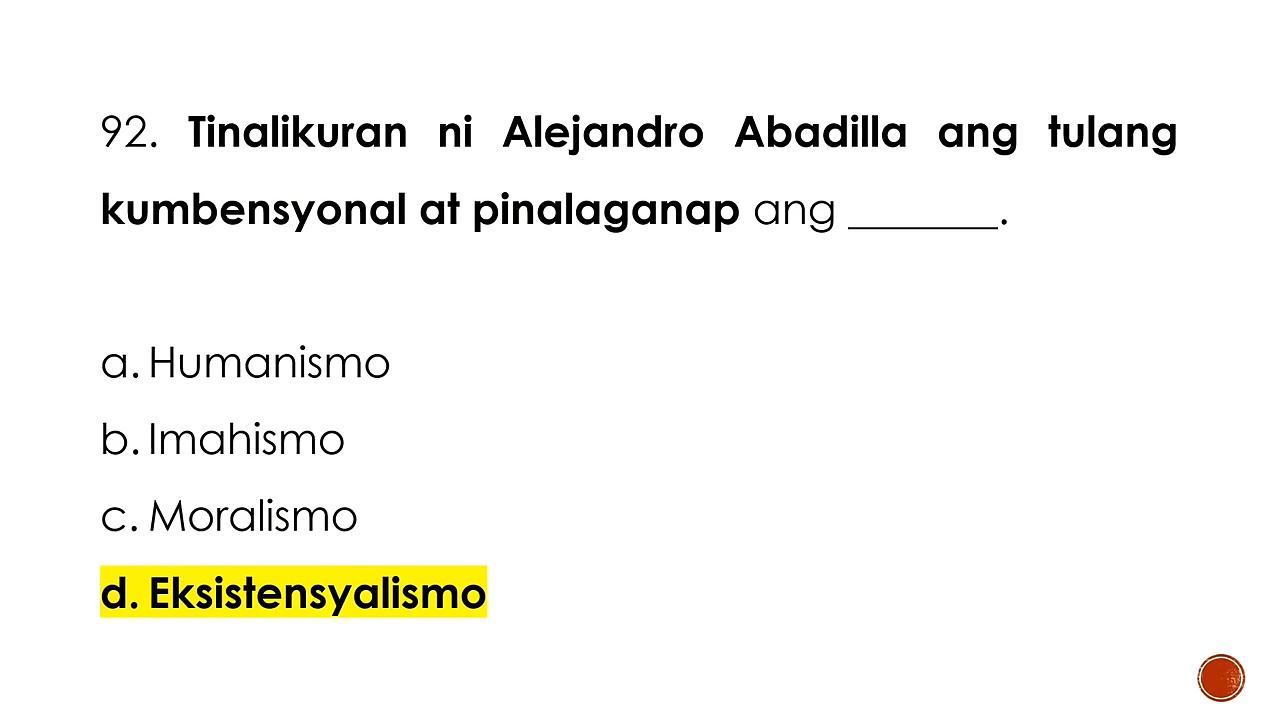 92. Tinalikuran ni Alejandro Abadilla ang tulang
kumbensyonal at pinalaganap ang _______.
a. Humanismo
b. Imahismo
c. Moralismo
d. Eksistensyalismo